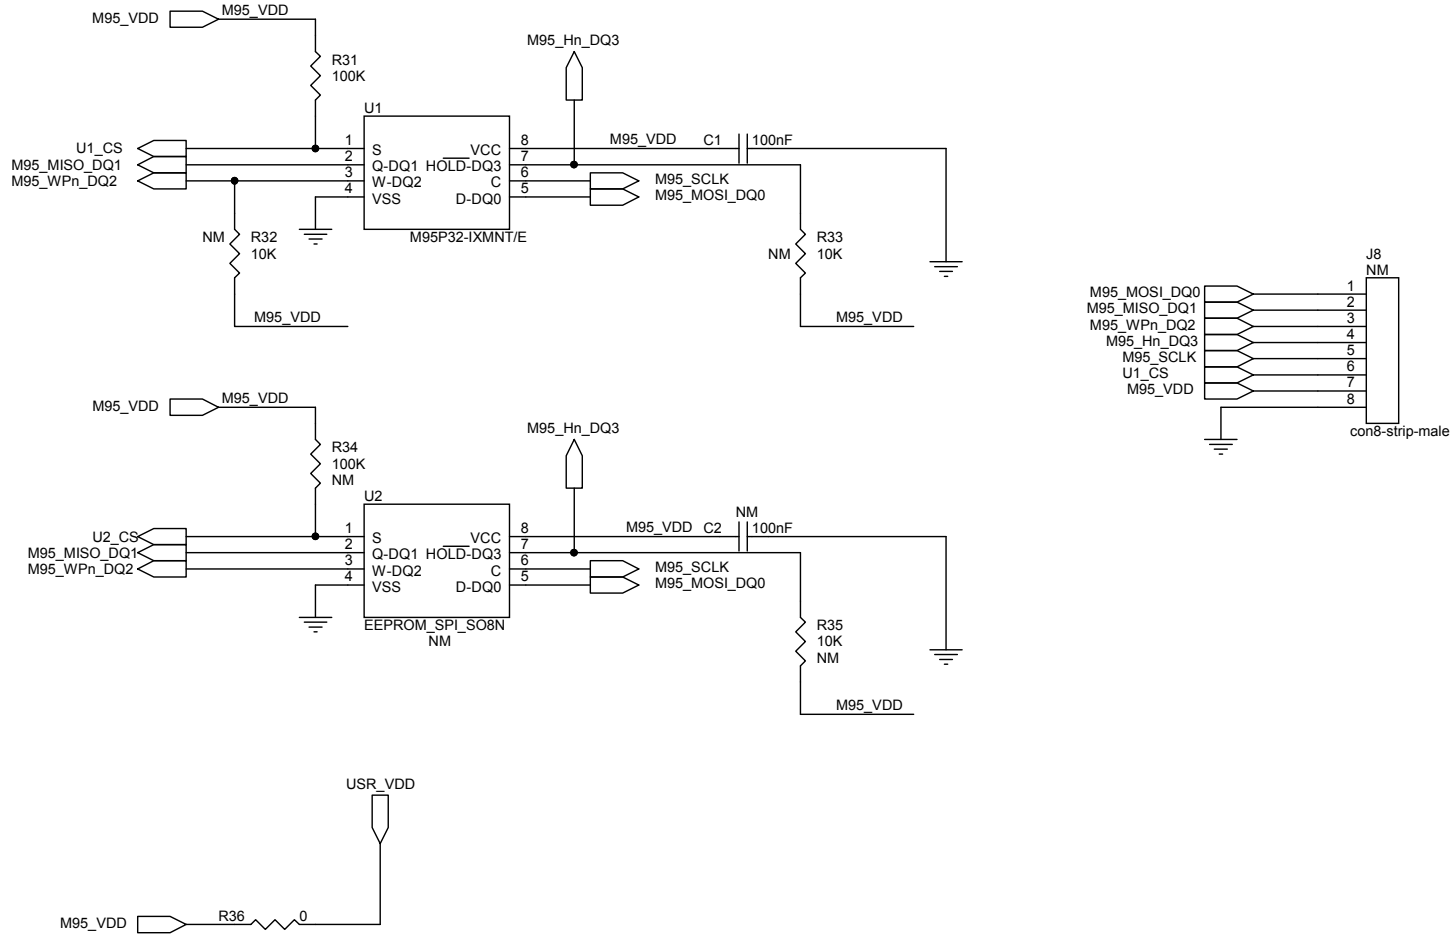 M95_VDD
M95_VDD
R31
100K
M95_Hn_DQ3
U1
U1_CS
M95_MISO_DQ1
M95_WPn_DQ2
1
2
3
4
S
Q-DQ1
W-DQ2
VSS
VCC
HOLD-DQ3
C
D-DQ0
8
7
6
5
M95P32-IXMNT/E
M95_VDD
C1
100nF
M95_SCLK
M95_MOSI_DQ0
NM
R32
10K
M95_VDD
NM
R33
10K
M95_VDD
J8
NM
M95_MOSI_DQ0
M95_MISO_DQ1
M95_WPn_DQ2
M95_Hn_DQ3
M95_SCLK
U1_CS
M95_VDD
1
2
3
4
5
6
7
8
con8-strip-male
M95_VDD
M95_VDD
R34
100K
NM
M95_Hn_DQ3
U2
U2_CS
M95_MISO_DQ1
M95_WPn_DQ2
1
2
3
4
S
Q-DQ1
W-DQ2
VSS
VCC
HOLD-DQ3
C
D-DQ0
8
7
6
5
EEPROM_SPI_SO8N
NM
M95_VDD
C2
NM
100nF
M95_SCLK
M95_MOSI_DQ0
R35
10K
NM
M95_VDD
USR_VDD
M95_VDD
R36
0